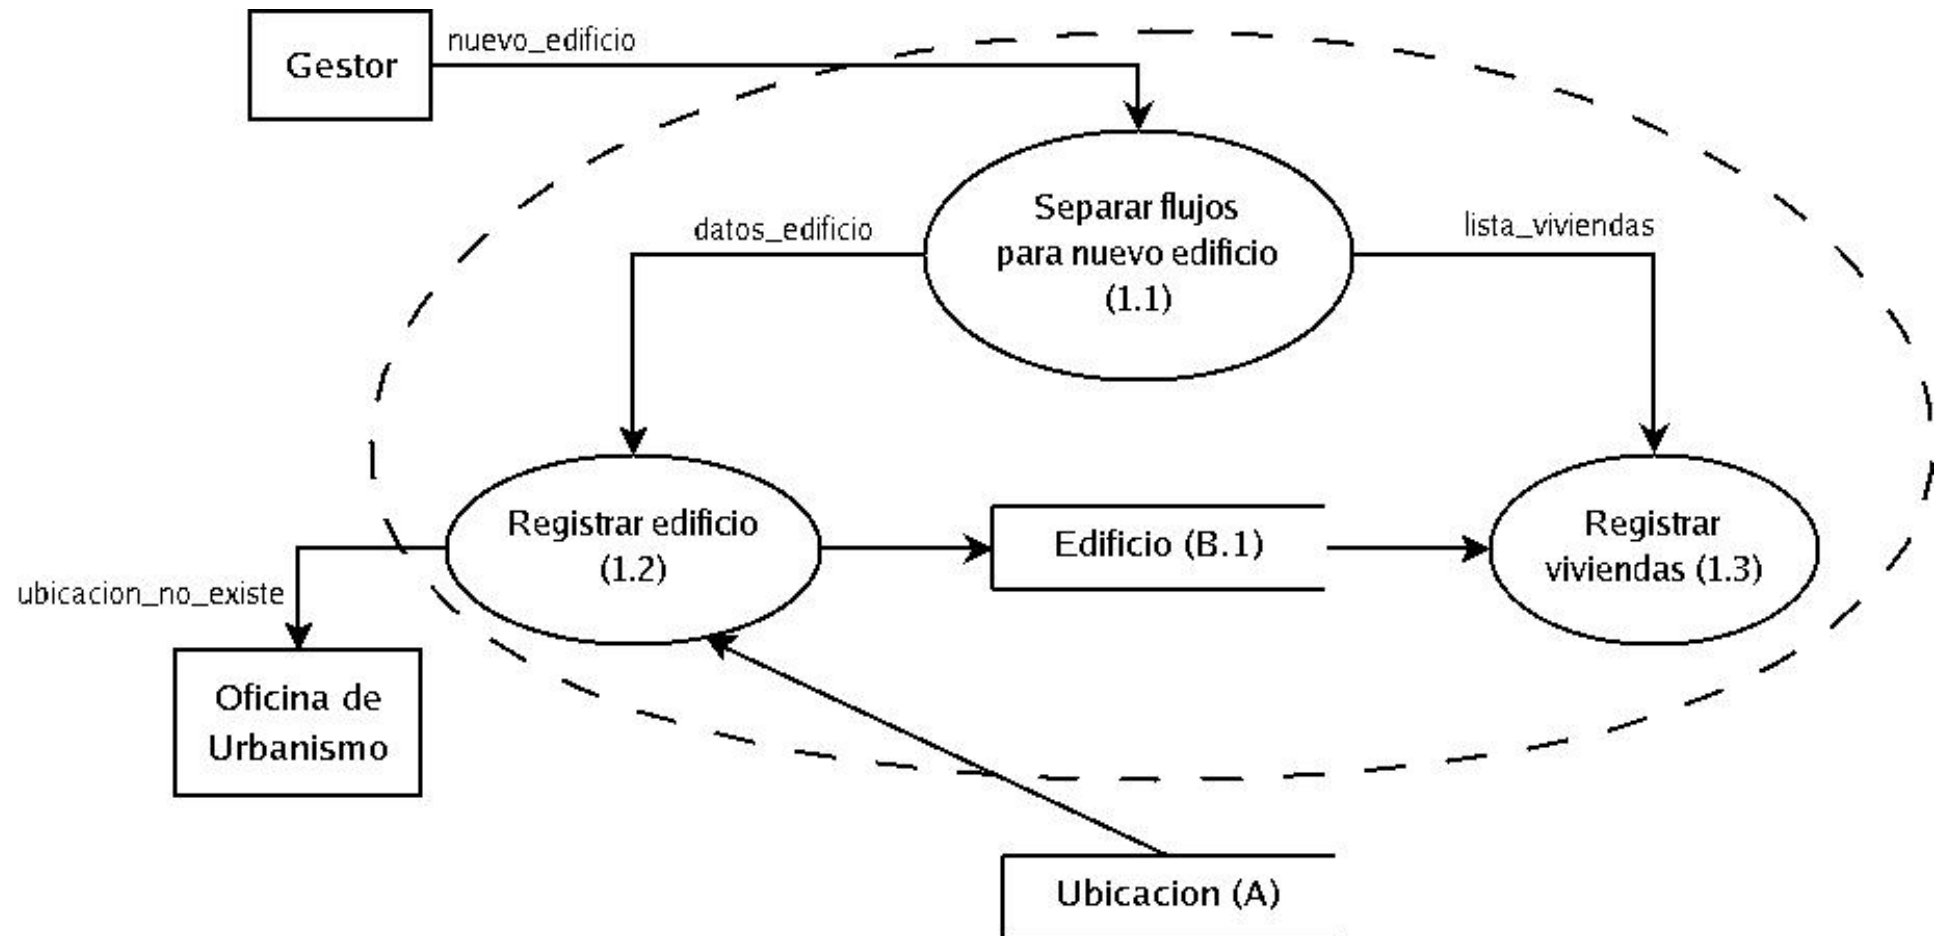 nuevo_edificio
Gestor
Separar flujos
para nuevo edificio
(1.1)
datos_edificio
lista_viviendas
Registrar edificio
(1.2)
Edificio (B.1)
Registrar
viviendas (1.3)
ubicacion_no_existe
Oficina de
Urbanismo
Ubicacion (A)